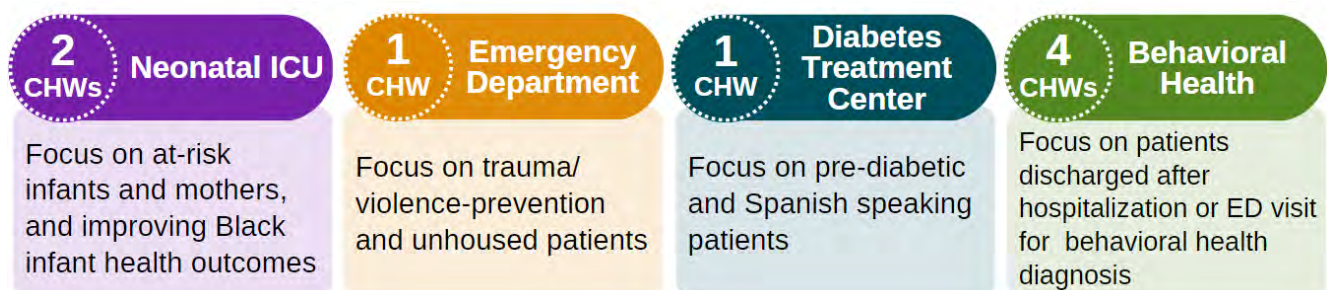 2
CHWs
Neonatal ICU
Focus on at-risk
infants and mothers,
and improving Black
infant health outcomes
1
CHW
Emergency
Department
Focus on trauma/
violence-prevention
and unhoused patients
1
CHW
Diabetes
Treatment
Center
Focus on pre-diabetic
and Spanish speaking
patients
4
CHWs
Behavioral
Health
Focus on patients
discharged after
hospitalization or ED visit
for behavioral health
diagnosis